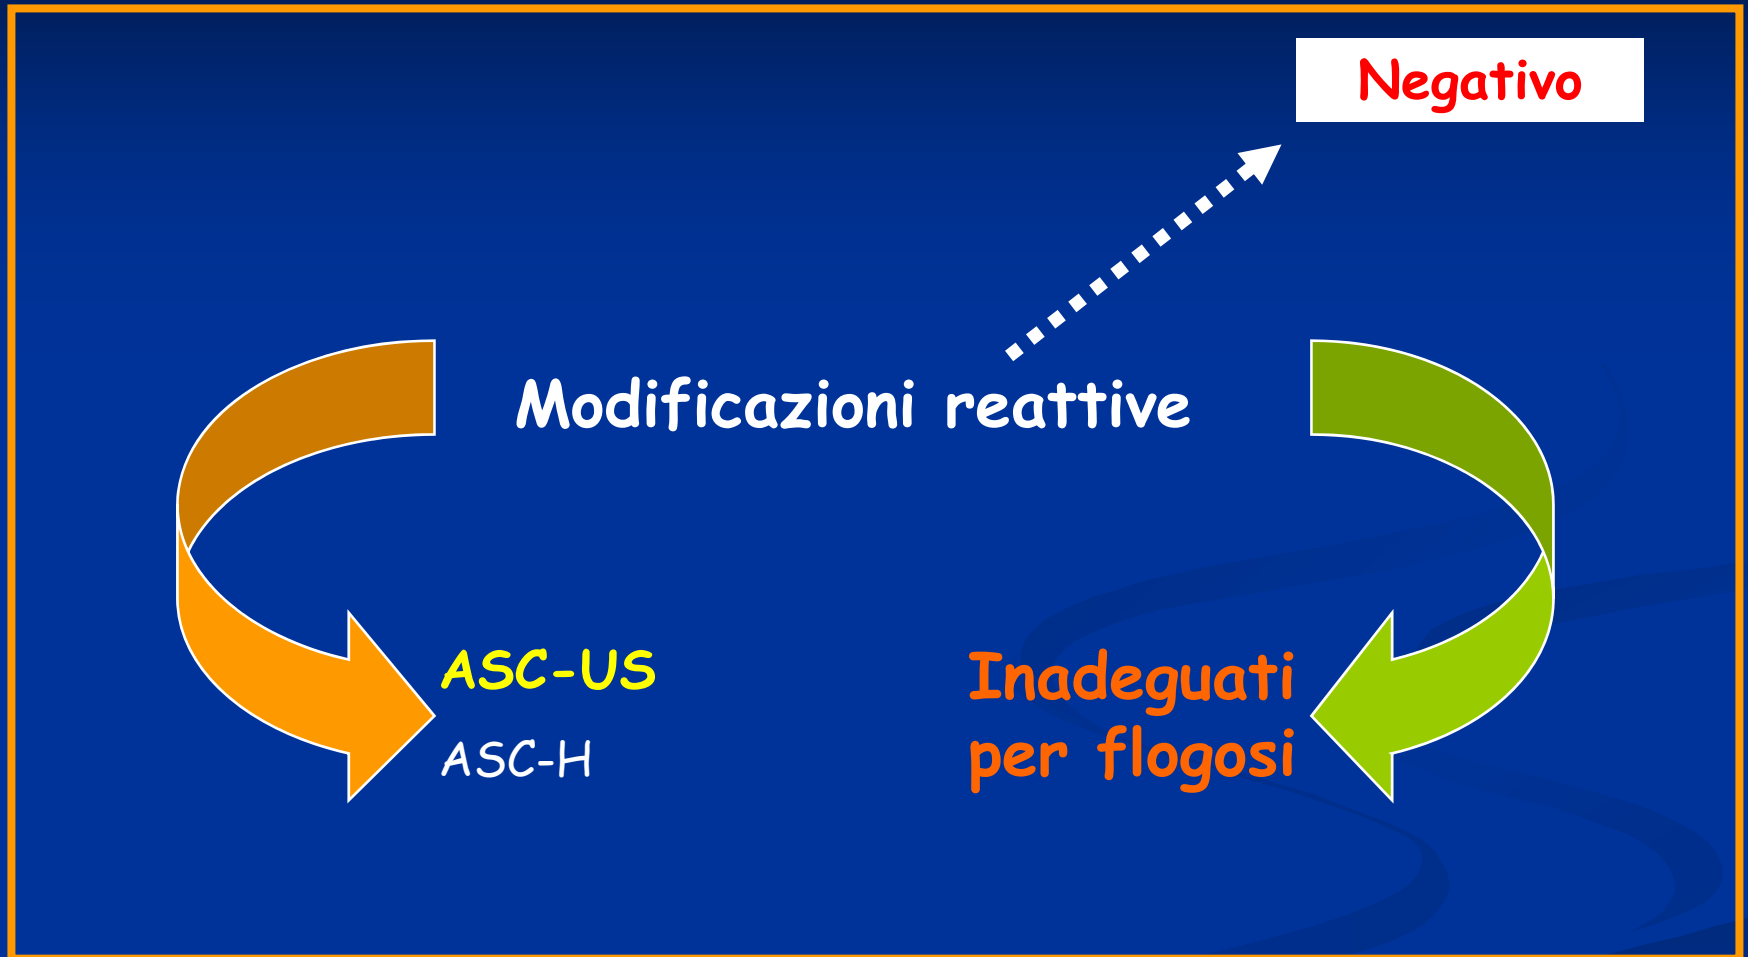 Negativo
Modificazioni reattive
ASC-US
ASC-H
Inadeguati
per flogosi